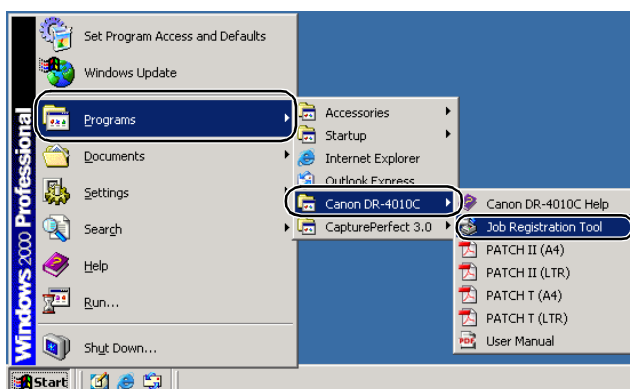 Windows 2000 Professional
Set Program Access and Defaults
Windows Update
Programs
Documents
Settings
Search
Help
Run...
Shut Down...
Start
Accessories
Startup
Internet Explorer
Outlook Express
Canon DR-4010C
CapturePerfect 3.0
Canon DR-4010C Help
Job Registration Tool
PATCH II (A4)
PATCH II (LTR)
PATCH T (A4)
PATCH T (LTR)
User Manual